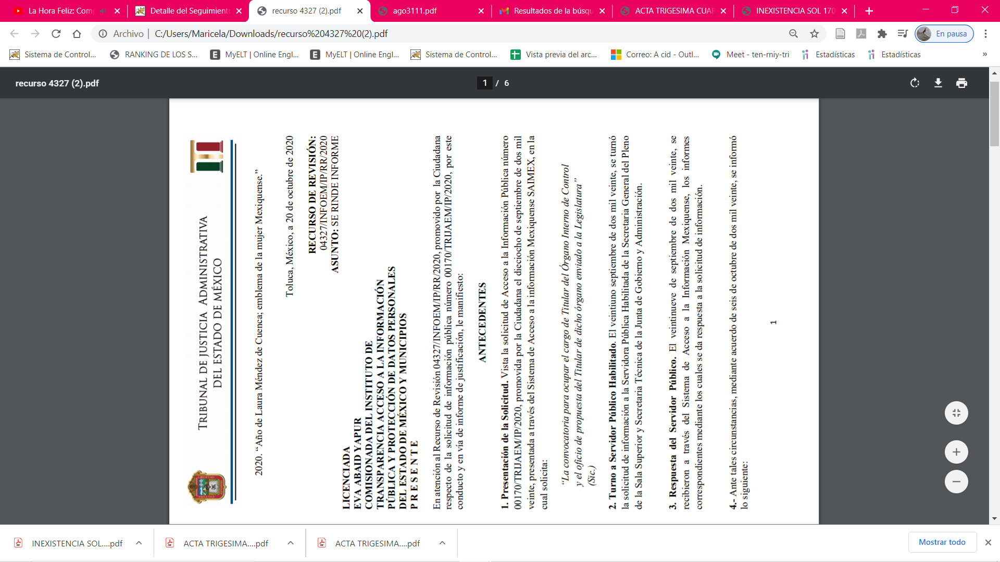 La Hora Feliz: Com
Detalle del Seguimiento
recurso 4327 (2).pdf
ago3111.pdf
Resultados de la búsqu
ACTA TRIGESIMA CUAR
INEXISTENCIA SOL 170
Archivo
C:/Users/Maricela/Downloads/recurso%204327%20(2).pdf
En pausa
Sistema de Control...
RANKING DE LOS S...
MyELT | Online Engl...
MyELT | Online Engl...
Sistema de Control...
Vista previa del arc...
Correo: A cid - Outl...
Meet - ten-rniy-tri
Estadísticas
Estadísticas
»
recurso 4327 (2).pdf
1 / 6
TRIBUNAL DE JUSTICIA ADMINISTRATIVA
DEL ESTADO DE MÉXICO
2020. “Año de Laura Méndez de Cuenca; emblema de la mujer Mexiquense.”
Toluca, México, a 20 de octubre de 2020
RECURSO DE REVISIÓN:
04327/INFOEM/IP/RR/2020
ASUNTO: SE RINDE INFORME
LICENCIADA
EVA ABAID YAPUR
COMISIONADA DEL INSTITUTO DE
TRANSPARENCIA ACCESO A LA INFORMACIÓN
PÚBLICA Y PROTECCIÓN DE DATOS PERSONALES
DEL ESTADO DE MÉXICO Y MUNICIPIOS
P R E S E N T E
En atención al Recurso de Revisión 04327/INFOEM/IP/RR/2020, promovido por la Ciudadana
respecto de la solicitud de información pública número 00170/TRIJAEM/IP/2020, por este
conducto y en vía de informe de justificación, le manifiesto:
ANTECEDENTES
1. Presentación de la Solicitud. Vista la solicitud de Acceso a la Información Pública número
00170/TRIJAEM/IP/2020, promovida por la Ciudadana el dieciocho de septiembre de dos mil
veinte, presentada a través del Sistema de Acceso a la información Mexiquense SAIMEX, en la
cual solicita:
“La convocatoria para ocupar el cargo de Titular del Órgano Interno de Control
y el oficio de propuesta del Titular de dicho órgano enviado a la Legislatura”
(Sic.)
2. Turno a Servidor Público Habilitado. El veintiuno septiembre de dos mil veinte, se turnó
la solicitud de información a la Servidora Pública Habilitada de la Secretaria General del Pleno
de la Sala Superior y Secretaria Técnica de la Junta de Gobierno y Administración.
3. Respuesta del Servidor Público. El veintinueve de septiembre de dos mil veinte, se
recibieron a través del Sistema de Acceso a la Información Mexiquense, los informes
correspondientes mediante los cuales se da respuesta a la solicitud de información.
4.- Ante tales circunstancias, mediante acuerdo de seis de octubre de dos mil veinte, se informó
lo siguiente:
1
INEXISTENCIA SOL....pdf
ACTA TRIGESIMA....pdf
ACTA TRIGESIMA....pdf
Mostrar todo